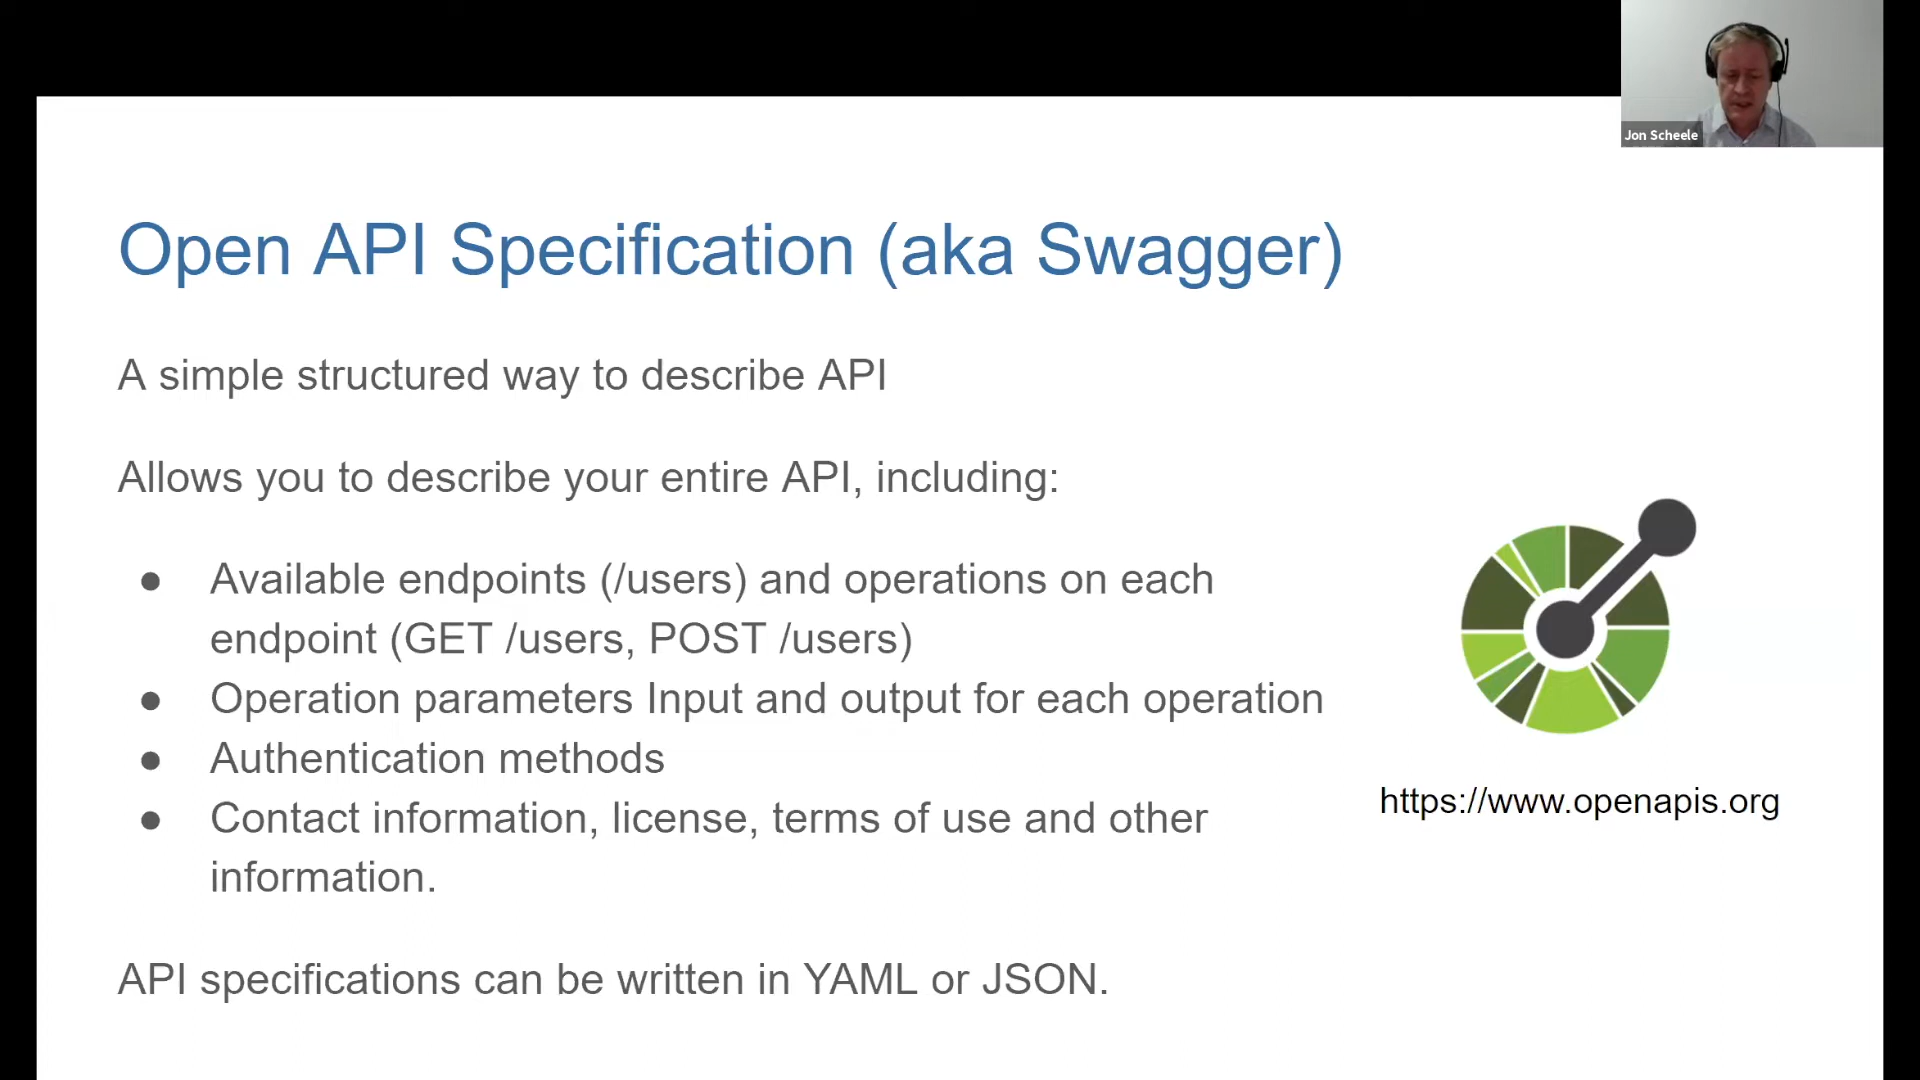 Jon Scheele
Open API Specification (aka Swagger)
A simple structured way to describe API
Allows you to describe your entire API, including:
● Available endpoints (/users) and operations on each
endpoint (GET /users, POST /users)
● Operation parameters Input and output for each operation
● Authentication methods
● Contact information, license, terms of use and other
information.
https://www.openapis.org
API specifications can be written in YAML or JSON.